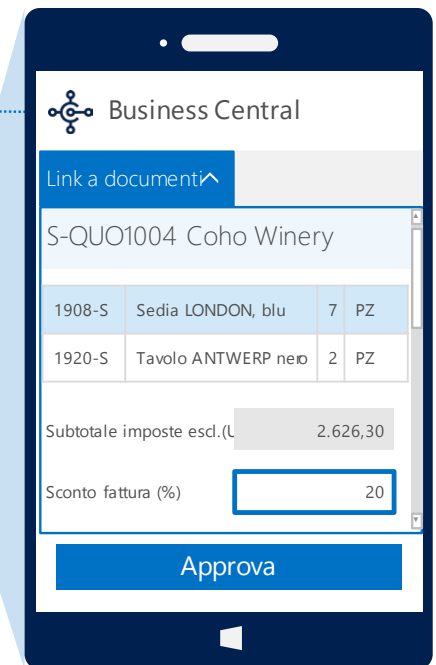 Business Central
Link a documenti
S-QUO1004 Coho Winery
1908-S Sedia LONDON, blu 7 PZ
1920-S Tavolo ANTWERP nero 2 PZ
Subtotale imposte escl.(U 2.626,30
Sconto fattura (%) 20
Approva